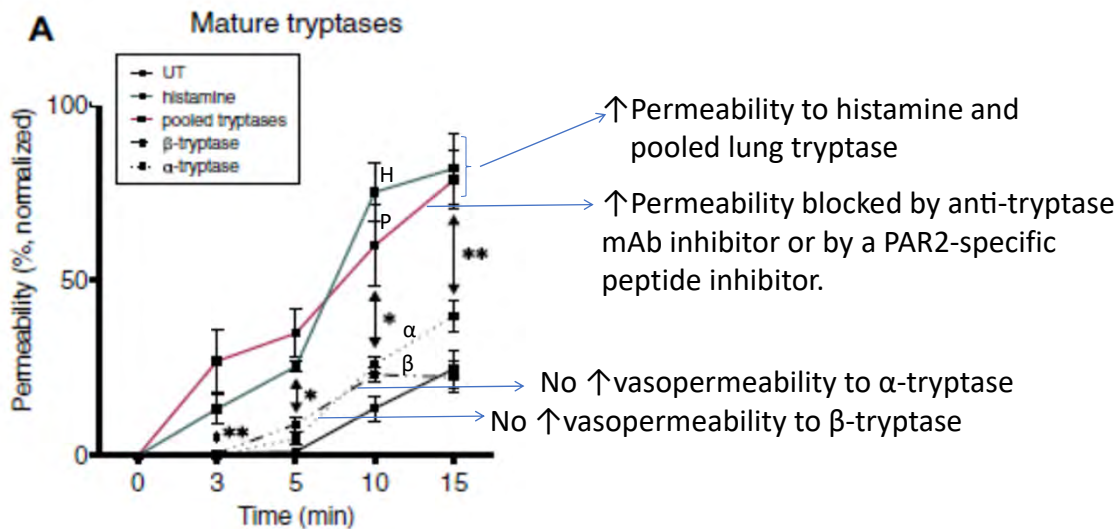 A
Mature tryptases
UT
histamine
pooled tryptases
β-tryptase
α-tryptase
100
50
0
Permeability (%, normalized)
0 3 5 10 15
Time (min)
H
P
α
β
**
*
*
**
↑Permeability to histamine and
pooled lung tryptase
↑Permeability blocked by anti-tryptase
mAb inhibitor or by a PAR2-specific
peptide inhibitor.
No ↑vasopermeability to α-tryptase
No ↑vasopermeability to β-tryptase